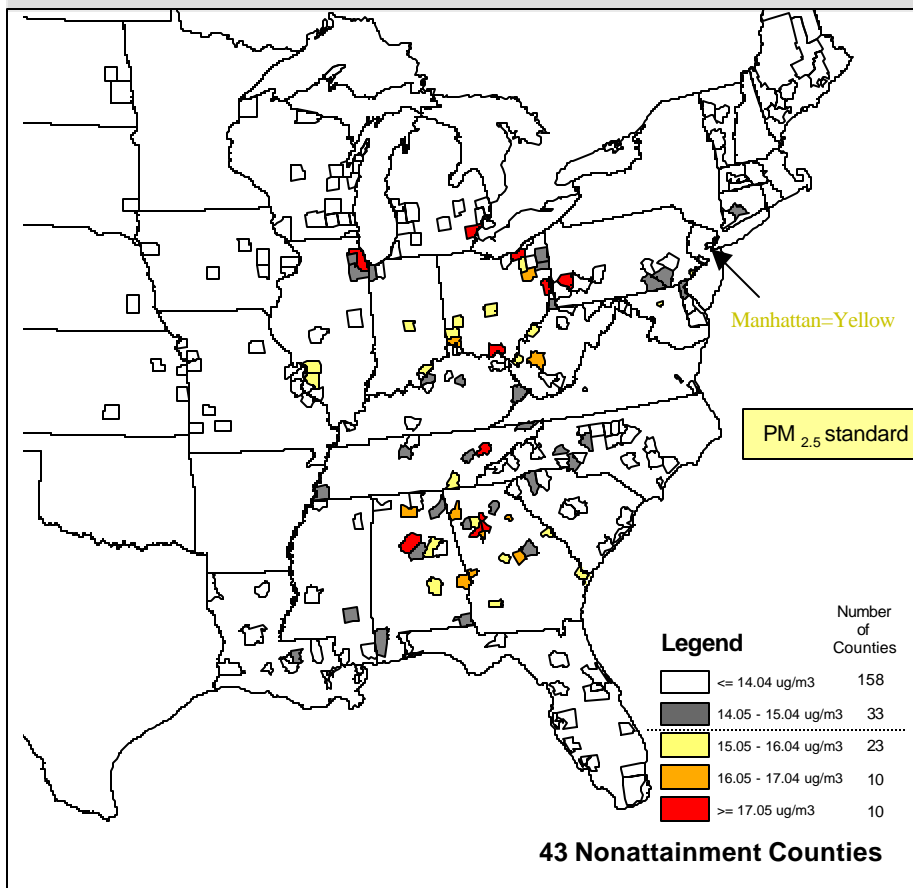 Manhattan=Yellow
PM 2.5 standard
Number
of
Counties
Legend
<= 14.04 ug/m3 158
14.05 - 15.04 ug/m3 33
15.05 - 16.04 ug/m3 23
16.05 - 17.04 ug/m3 10
>= 17.05 ug/m3 10
43 Nonattainment Counties